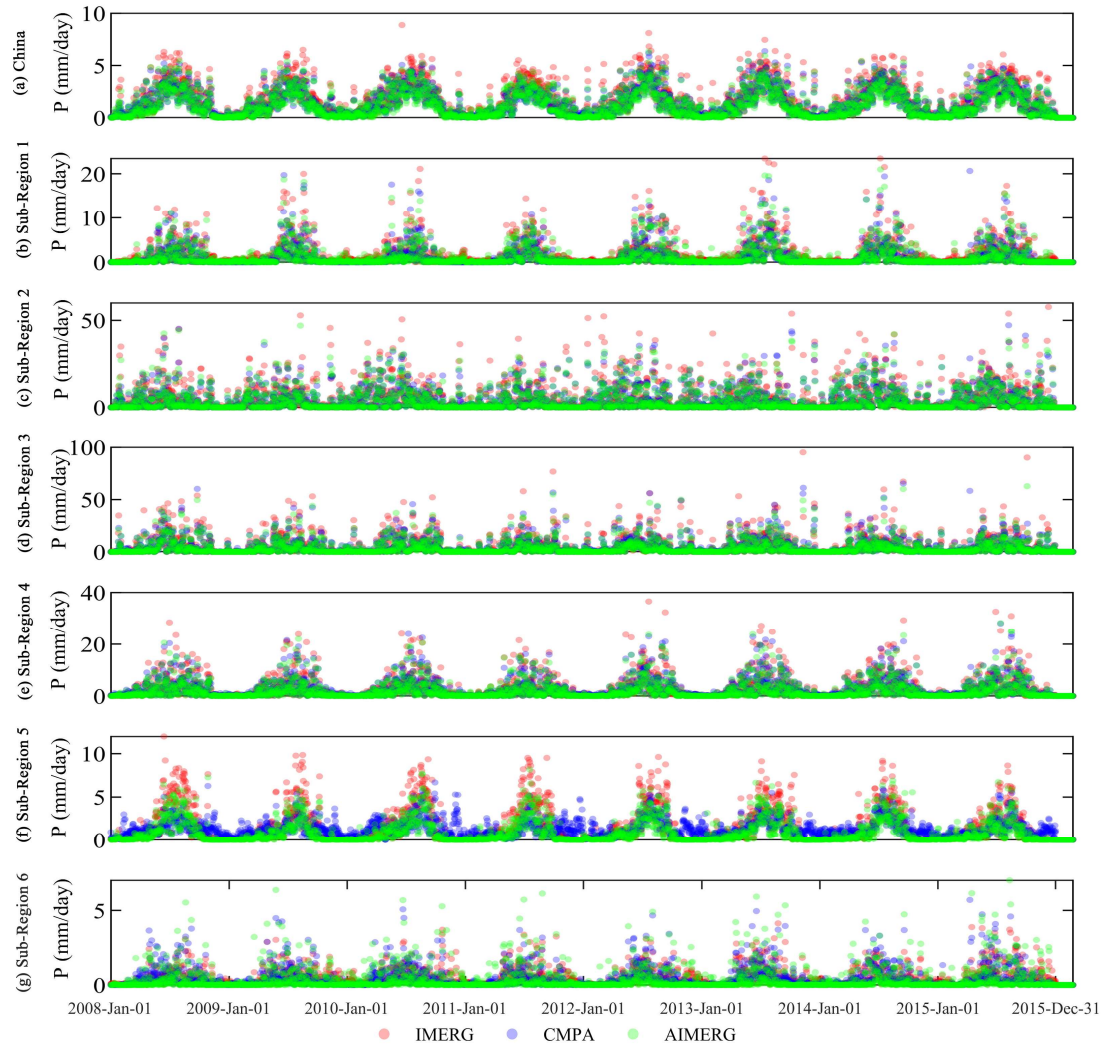 (a) China
P (mm/day)
10
5
0
(b) Sub-Region 1
P (mm/day)
20
10
0
(c) Sub-Region 2
P (mm/day)
50
0
(d) Sub-Region 3
P (mm/day)
100
50
0
(e) Sub-Region 4
P (mm/day)
40
20
0
(f) Sub-Region 5
P (mm/day)
10
5
0
(g) Sub-Region 6
P (mm/day)
5
0
2008-Jan-01 2009-Jan-01 2010-Jan-01 2011-Jan-01 2012-Jan-01 2013-Jan-01 2014-Jan-01 2015-Jan-01 2015-Dec-31
IMERG CMPA AIMERG